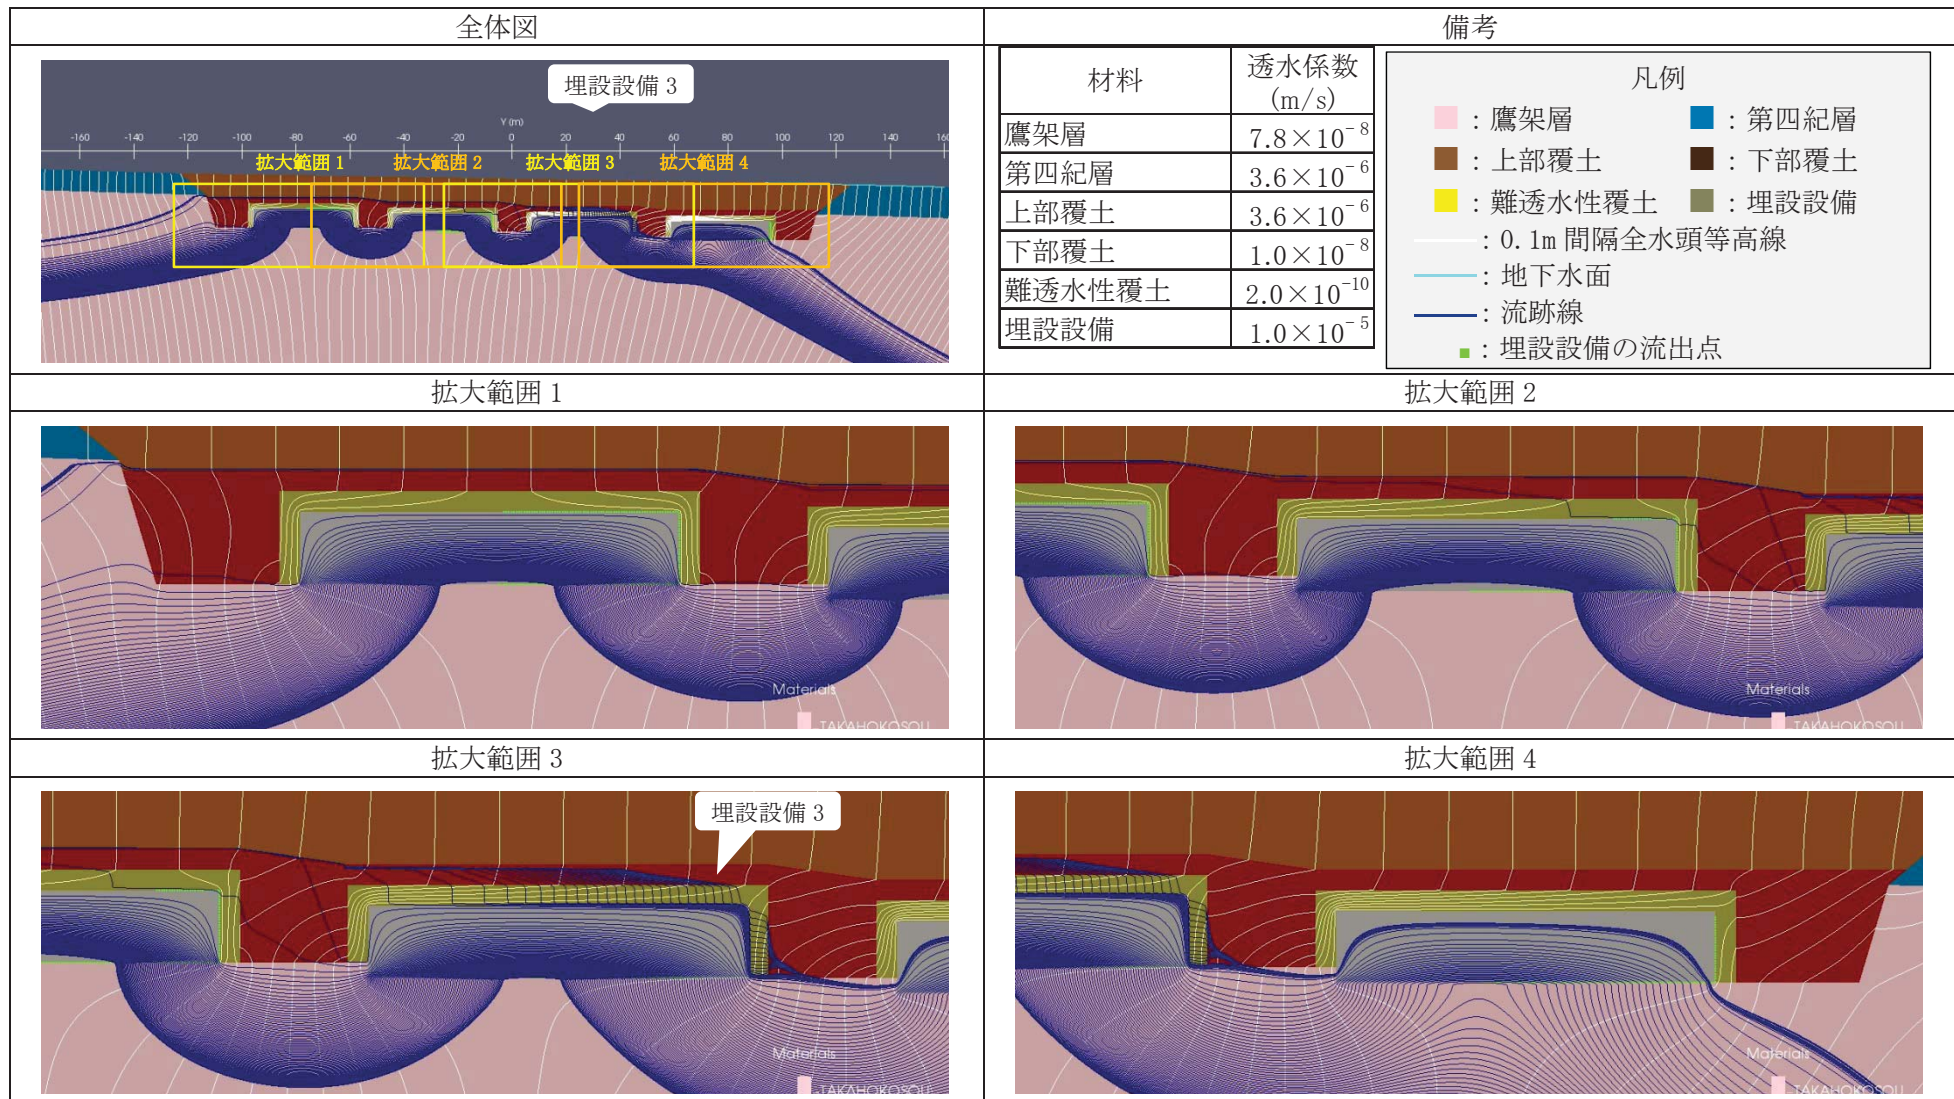 全体図
備考
埋設設備 3
Y (m)
-160 -140 -120 -100 -80 -60 -40 -20 0 20 40 60 80 100 120 140 160
拡大範囲 1 拡大範囲 2 拡大範囲 3 拡大範囲 4
材料 透水係数
(m/s)
鷹架層 7.8×10⁻⁸
第四紀層 3.6×10⁻⁶
上部覆土 3.6×10⁻⁶
下部覆土 1.0×10⁻⁸
難透水性覆土 2.0×10⁻¹⁰
埋設設備 1.0×10⁻⁵
凡例
：鷹架層 ：第四紀層
：上部覆土 ：下部覆土
：難透水性覆土 ：埋設設備
：0.1m 間隔全水頭等高線
：地下水面
：流跡線
：埋設設備の流出点
拡大範囲 1
拡大範囲 2
Materials
TAKAHOKOSOU
Materials
TAKAHOKOSOU
拡大範囲 3
拡大範囲 4
埋設設備 3
Materials
TAKAHOKOSOU
Materials
TAKAHOKOSOU